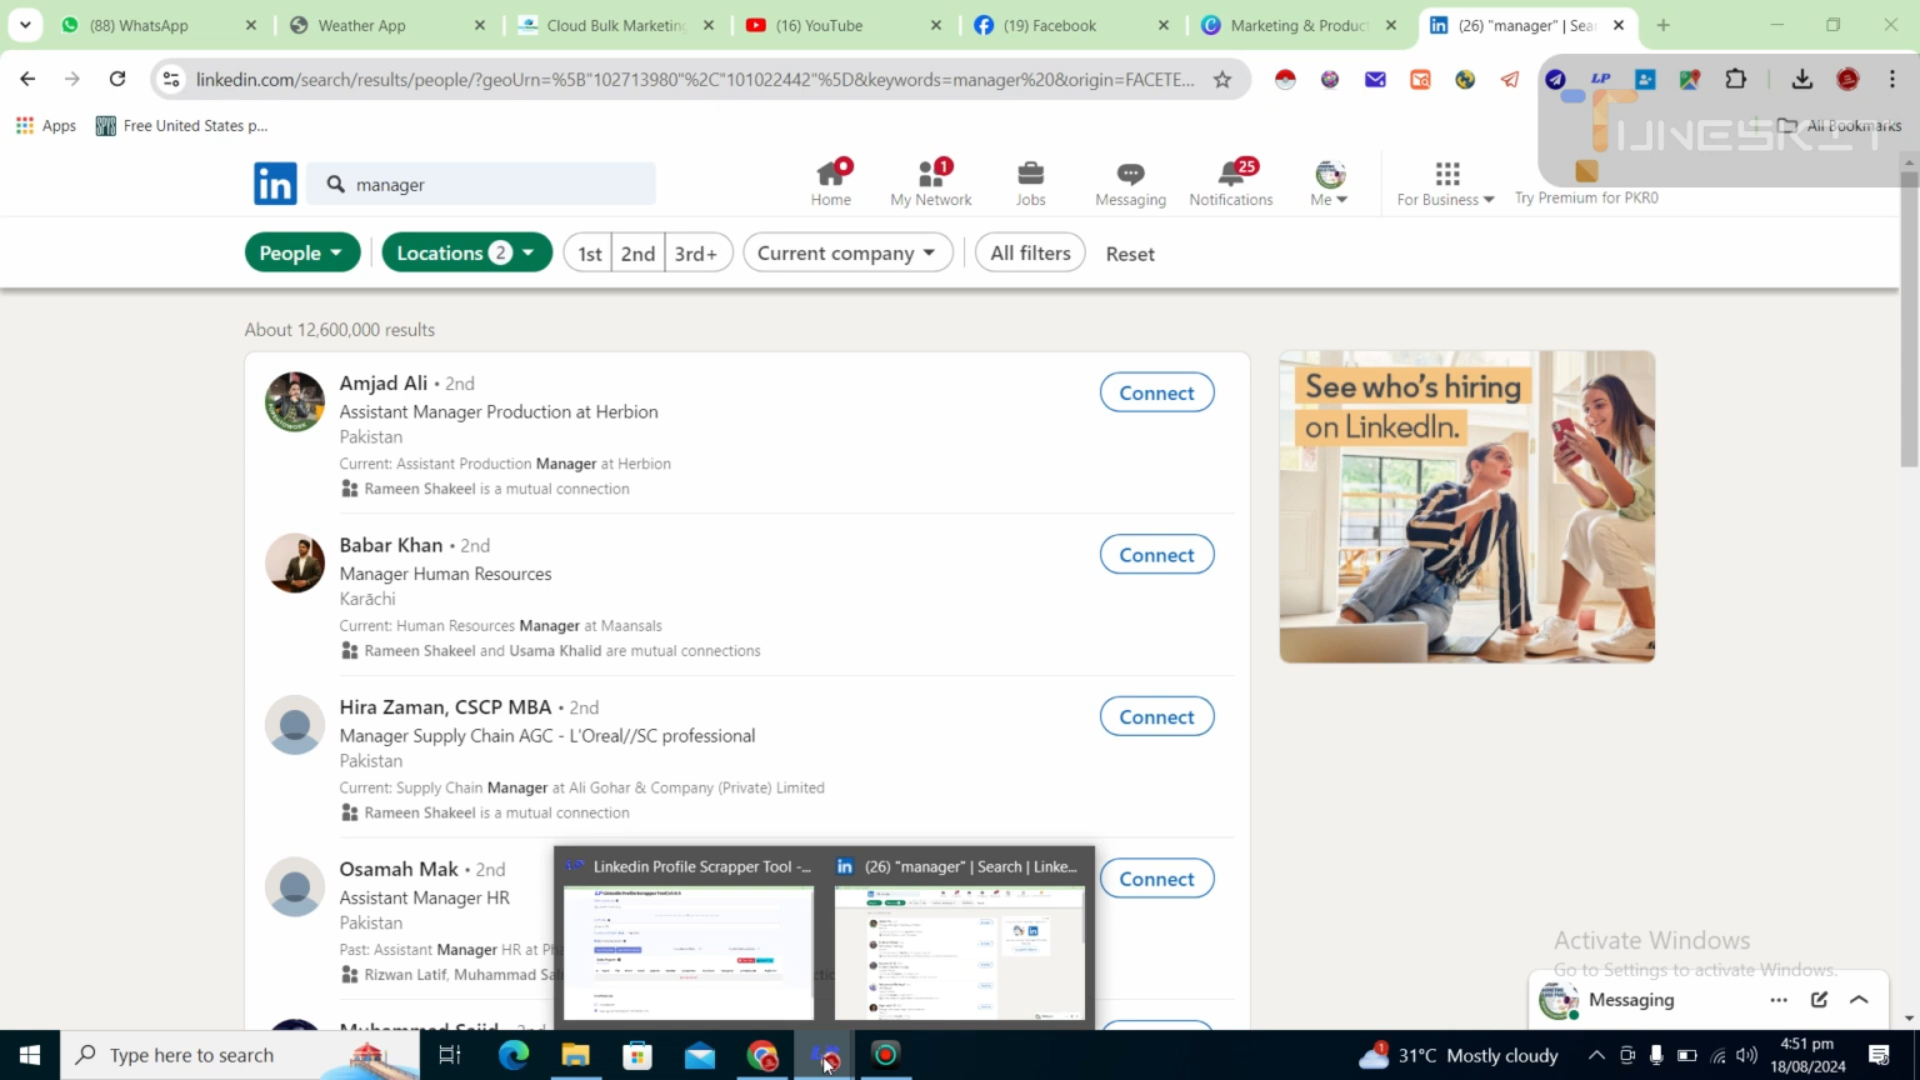 (88) WhatsApp
Weather App
Cloud Bulk Marketing
(16) YouTube
(19) Facebook
Marketing & Product
(26) "manager" | Sea
linkedin.com/search/results/people/?geoUrn=%5B"102713980"%2C"101022442"%5D&keywords=manager%20&origin=FACETE...
LP
TUNESKIT
Apps
Free United States p...
All Bookmarks
in
manager
Home
1
My Network
Jobs
Messaging
25
Notifications
Me
For Business
Try Premium for PKR0
People
Locations 2
1st
2nd
3rd+
Current company
All filters
Reset
About 12,600,000 results
Amjad Ali • 2nd
Assistant Manager Production at Herbion
Pakistan
Current: Assistant Production Manager at Herbion
Rameen Shakeel is a mutual connection
Connect
Babar Khan • 2nd
Manager Human Resources
Karāchi
Current: Human Resources Manager at Maansals
Rameen Shakeel and Usama Khalid are mutual connections
Connect
Hira Zaman, CSCP MBA • 2nd
Manager Supply Chain AGC - L'Oreal//SC professional
Pakistan
Current: Supply Chain Manager at Ali Gohar & Company (Private) Limited
Rameen Shakeel is a mutual connection
Connect
Osamah Mak • 2nd
Assistant Manager HR
Pakistan
Past: Assistant Manager HR at
Rizwan Latif, Muhammad
Connect
See who's hiring
on LinkedIn.
Linkedin Profile Scrapper Tool -...
(26) "manager" | Search | Linke...
Activate Windows
Go to Settings to activate Windows.
Messaging
Type here to search
1
31°C Mostly cloudy
4:51 pm
18/08/2024